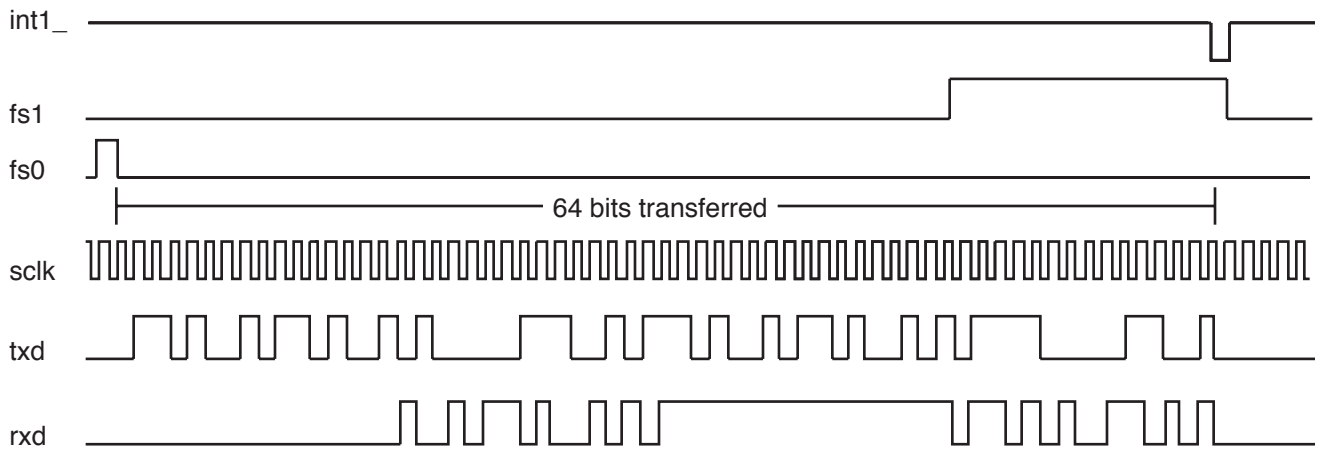 int1_
fs1
fs0
64 bits transferred
sclk
txd
rxd